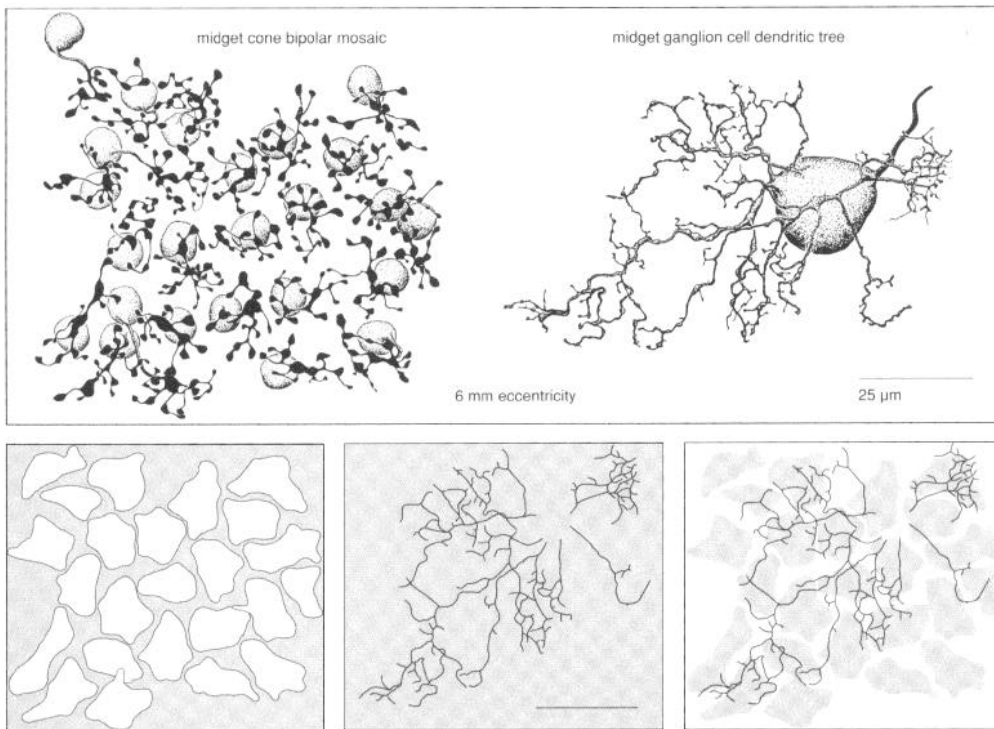 midget cone bipolar mosaic
midget ganglion cell dendritic tree
6 mm eccentricity
25 µm